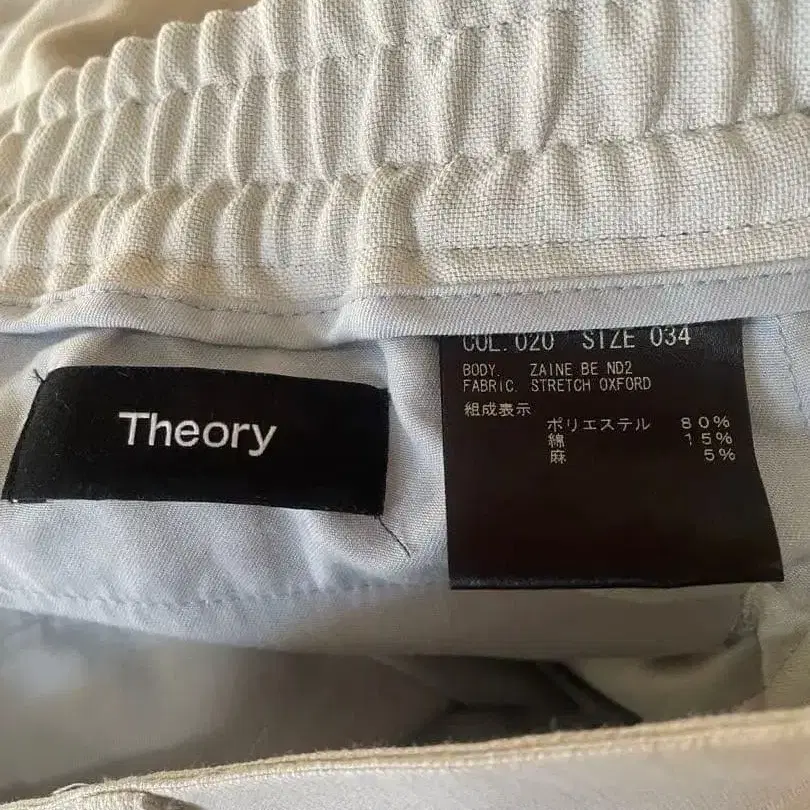 Theory
COL. 020 SIZE 034
BODY. ZAINE BE ND2
FABRIC. STRETCH OXFORD
組成表示
ポリエステル 80%
綿 15%
麻 5%